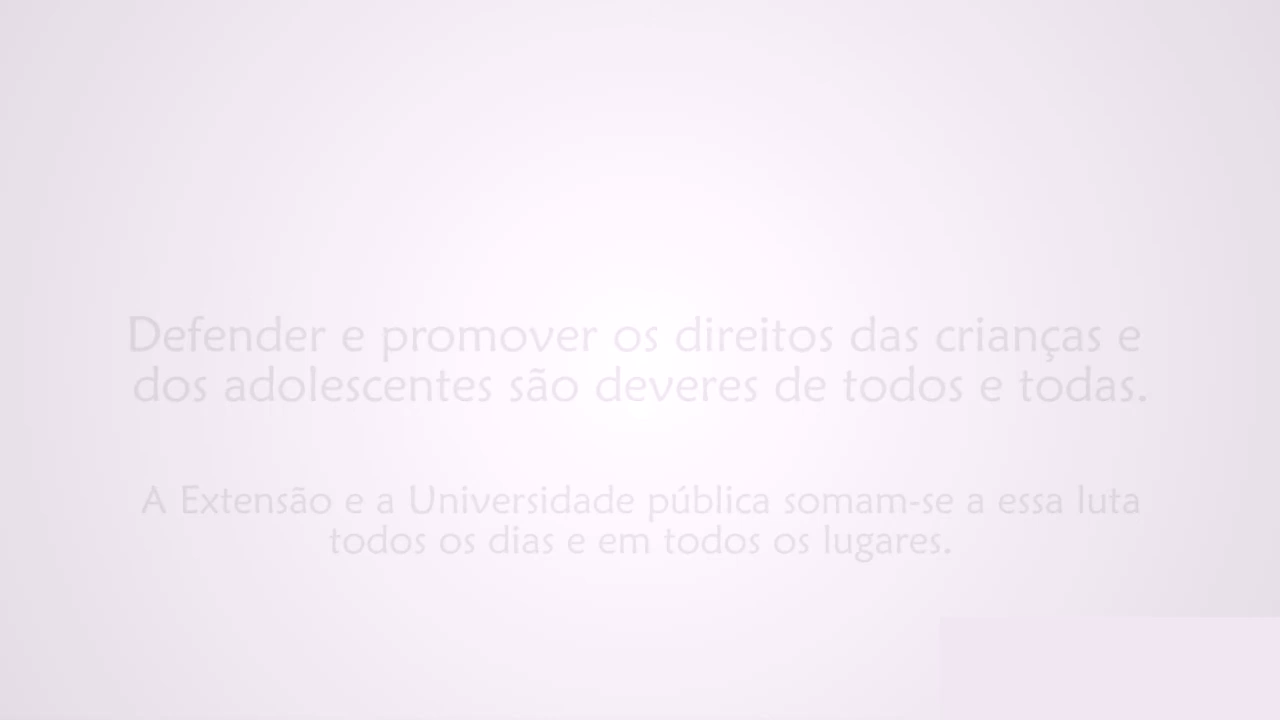 Defender e promover os direitos das crianças e
dos adolescentes são deveres de todos e todas.
A Extensão e a Universidade pública somam-se a essa luta
todos os dias e em todos os lugares.